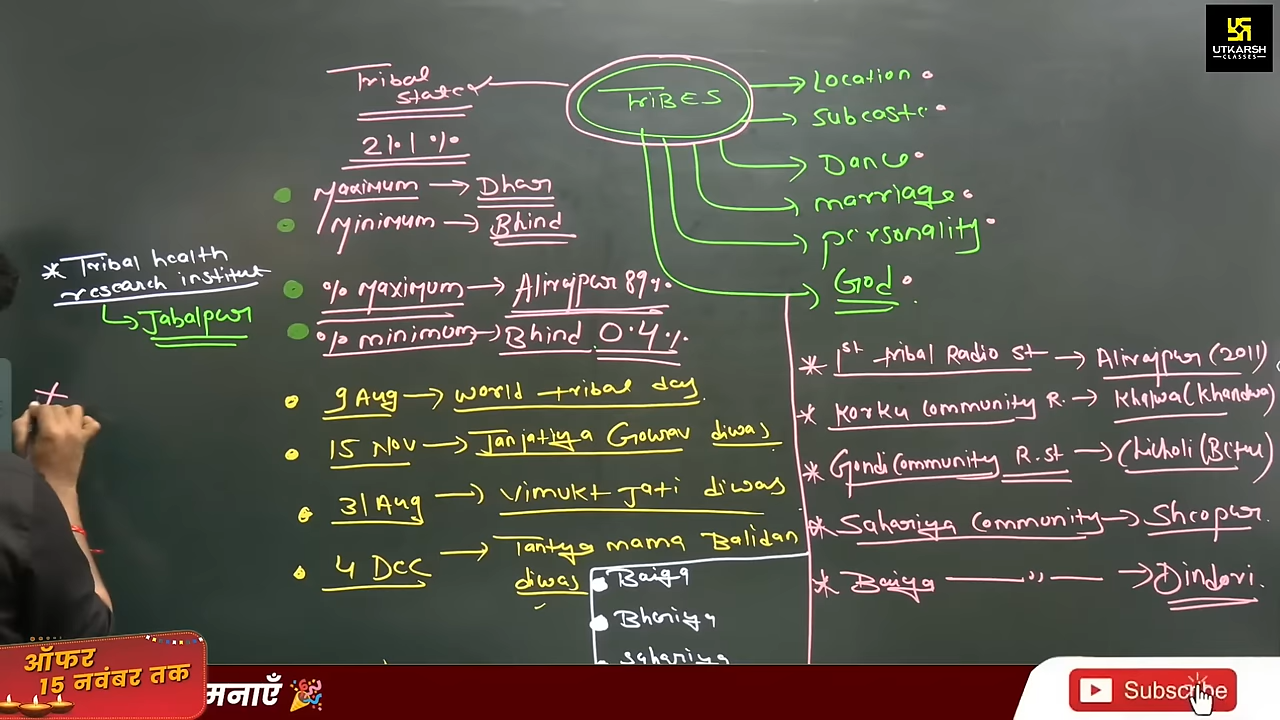 UTKARSH
CLASSES
Tribal
State
TRIBES
21.1 %
Maximum → Dhar
Minimum → Bhind
% Maximum → Alirajpur 89%
% minimum → Bhind 0.4%
* Tribal health
research institut
Jabalpur
Location
Subcaste
Dance
marriage
personality
God
9 Aug → world tribal day
15 Nov → Janjatiya Gowrav diwas
31 Aug → Vimukt Jati diwas
4 Dec → Tantya mama Balidan
diwas
Baiga
Bhariya
Sahariya
* 1st tribal Radio st → Alirajpur (2011)
* Korku Community R. → Khalwa (Khandwa)
* Gondi Community R. st → Chicholi (Betul)
* Sahariya Community → Sheopur
* Baiga — ,, — → Dindori
ऑफर
15 नवंबर तक
मनाएँ 🎉
Subscribe